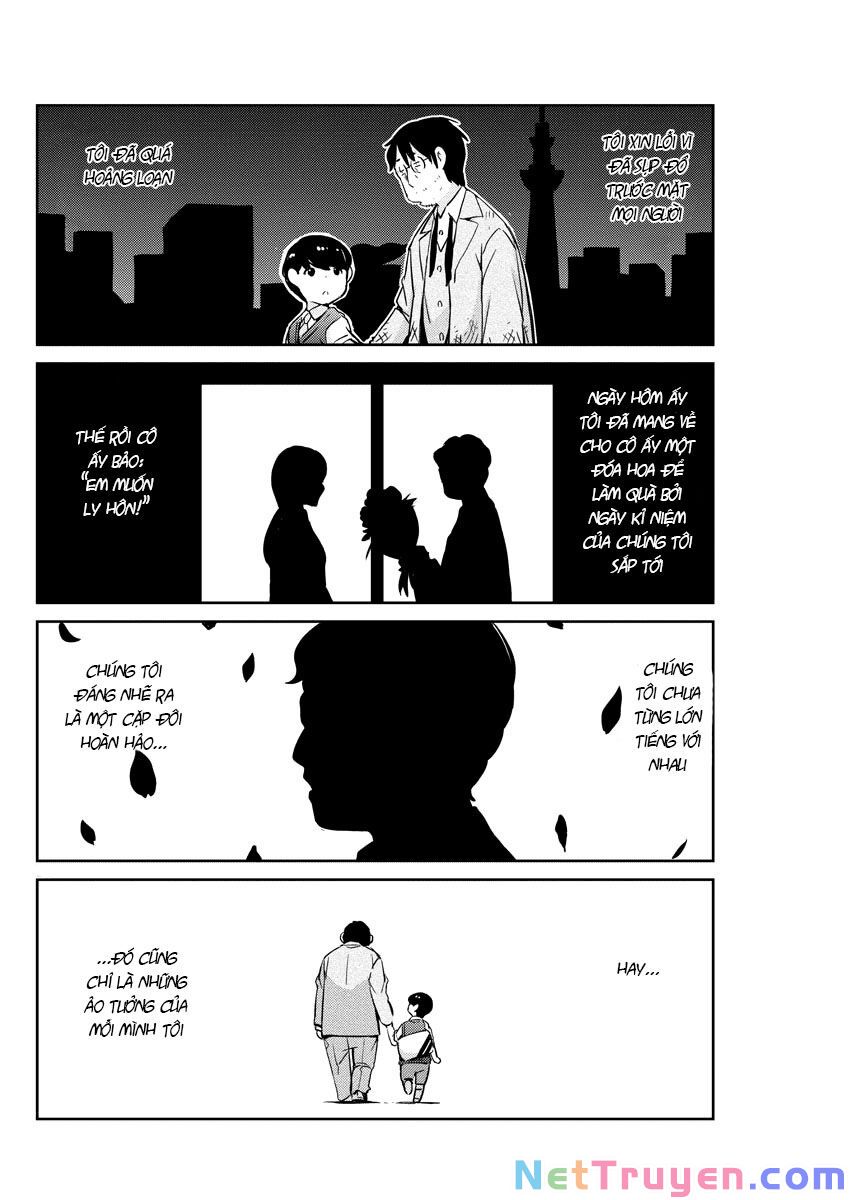 TÔI XIN LỖI VÌ
ĐÃ SỤP ĐỔ
TRƯỚC MẶT
MỌI NGƯỜI
TÔI ĐÃ QUÁ
HOẢNG LOẠN
NGÀY HÔM ẤY
TÔI ĐÃ MANG VỀ
CHO CÔ ẤY MỘT
ĐÓA HOA ĐỂ
LÀM QUÀ BỞI
NGÀY KỈ NIỆM
CỦA CHÚNG TÔI
SẮP TỚI
THẾ RỒI CÔ
ẤY BẢO:
"EM MUỐN
LY HÔN!"
CHÚNG
TÔI CHƯA
TỪNG LỚN
TIẾNG VỚI
NHAU
CHÚNG TÔI
ĐÁNG NHẼ RA
LÀ MỘT CẶP ĐÔI
HOÀN HẢO...
HAY...
...ĐÓ CŨNG
CHỈ LÀ NHỮNG
ẢO TƯỞNG CỦA
MỖI MÌNH TÔI
NetTruyen.com